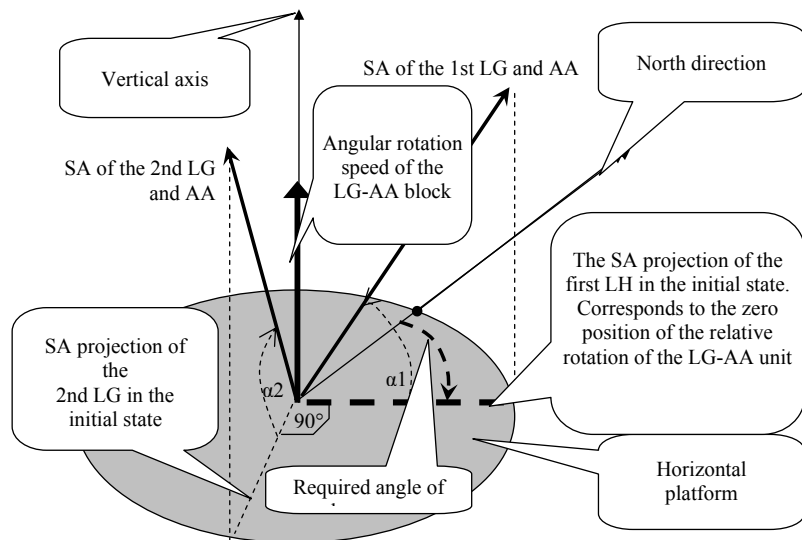 Vertical axis
SA of the 1st LG and AA
North direction
Angular rotation
speed of the
LG-AA block
SA of the 2nd LG
and AA
The SA projection of the
first LH in the initial state.
Corresponds to the zero
position of the relative
rotation of the LG-AA unit
SA projection of
the
2nd LG in the
initial state
α2
α1
90°
Required angle of
Horizontal
platform